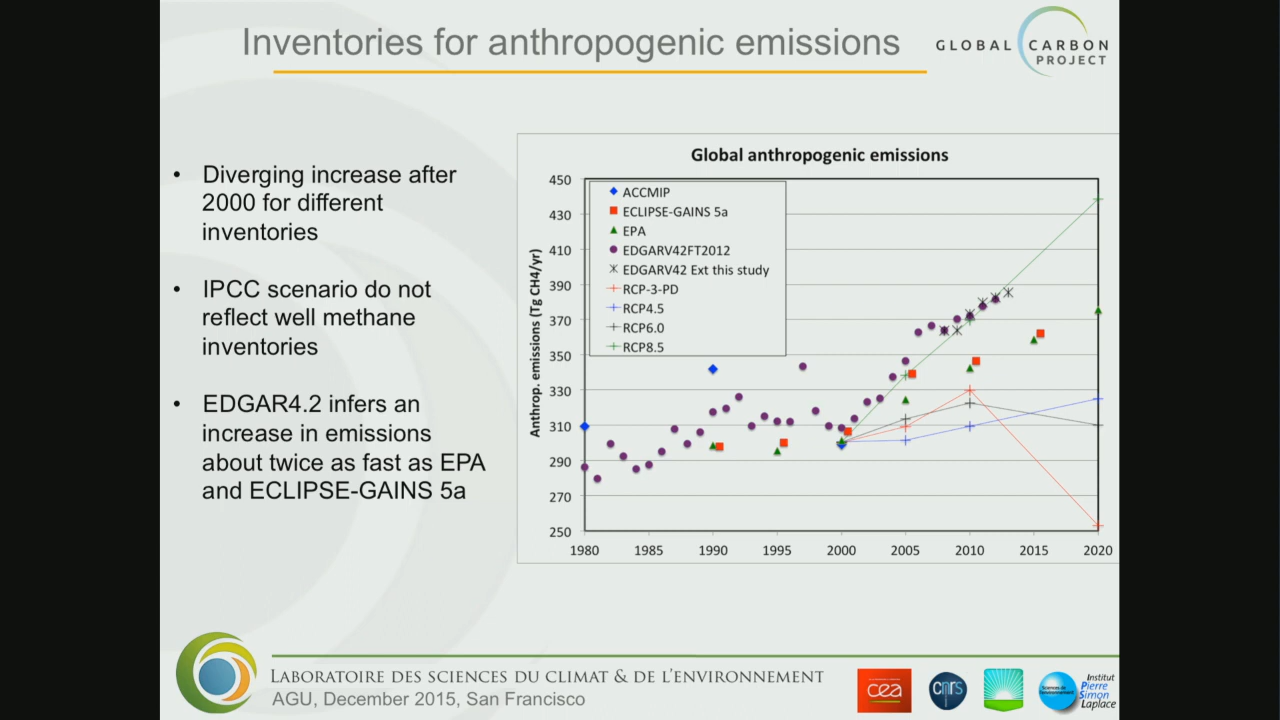 Inventories for anthropogenic emissions
GLOBAL CARBON
PROJECT
• Diverging increase after
2000 for different
inventories
• IPCC scenario do not
reflect well methane
inventories
• EDGAR4.2 infers an
increase in emissions
about twice as fast as EPA
and ECLIPSE-GAINS 5a
Global anthropogenic emissions
Anthrop. emissions (Tg CH4/yr)
450
430
410
390
370
350
330
310
290
270
250
ACCMIP
ECLIPSE-GAINS 5a
EPA
EDGARV42FT2012
EDGARV42 Ext this study
RCP-3-PD
RCP4.5
RCP6.0
RCP8.5
1980 1985 1990 1995 2000 2005 2010 2015 2020
LABORATOIRE DES SCIENCES DU CLIMAT & DE L'ENVIRONNEMENT
AGU, December 2015, San Francisco
cea
cnrs
Institut
Pierre
Simon
Laplace